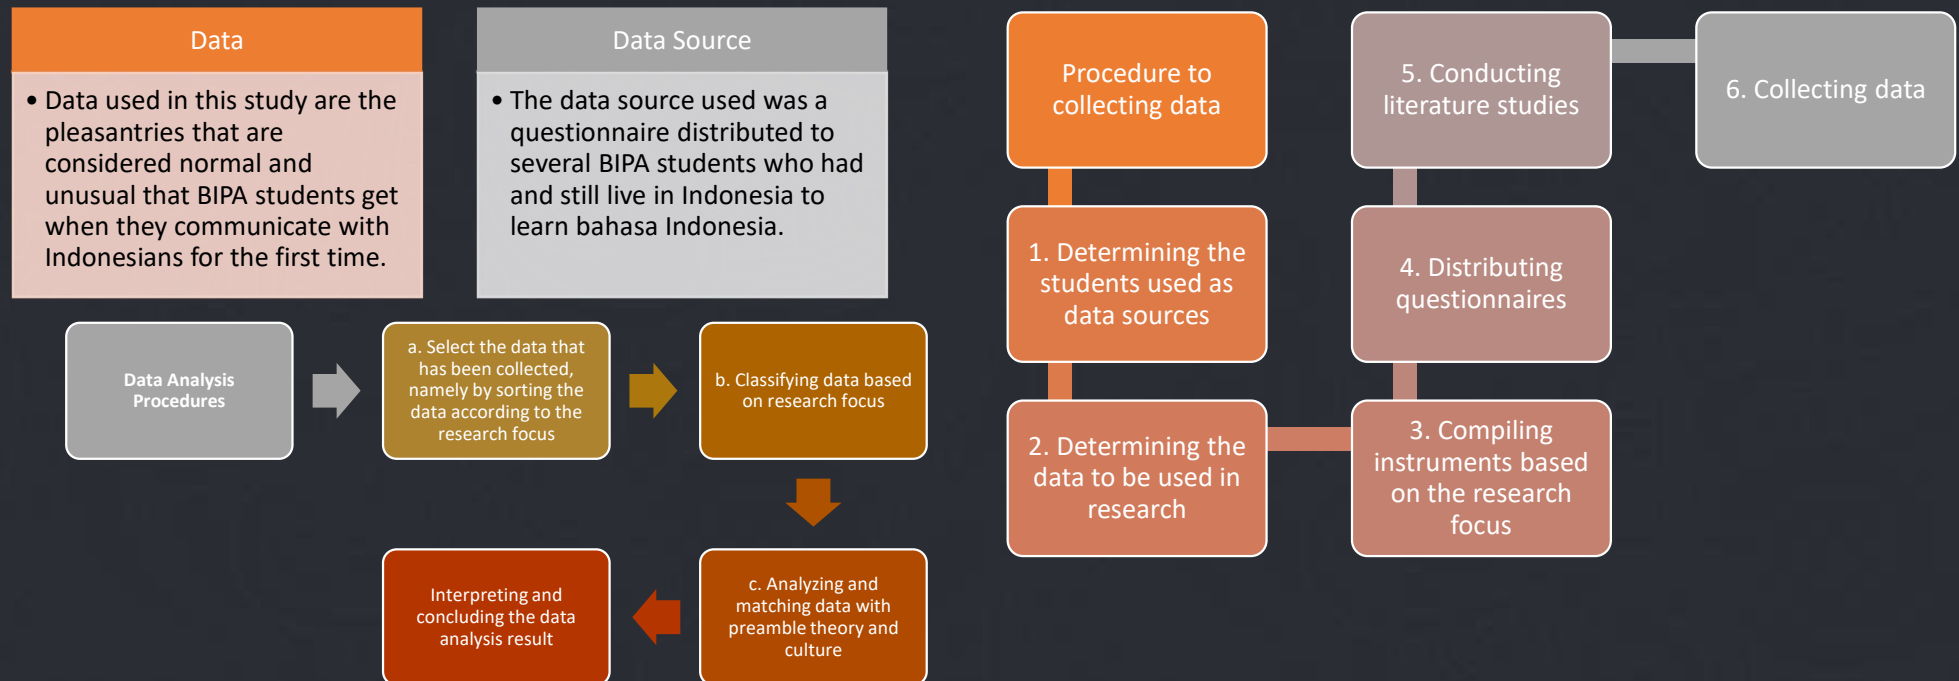 Data
• Data used in this study are the
pleasantries that are
considered normal and
unusual that BIPA students get
when they communicate with
Indonesians for the first time.
Data Source
• The data source used was a
questionnaire distributed to
several BIPA students who had
and still live in Indonesia to
learn bahasa Indonesia.
Data Analysis
Procedures
a. Select the data that
has been collected,
namely by sorting the
data according to the
research focus
b. Classifying data based
on research focus
c. Analyzing and
matching data with
preamble theory and
culture
Interpreting and
concluding the data
analysis result
Procedure to
collecting data
1. Determining the
students used as
data sources
2. Determining the
data to be used in
research
3. Compiling
instruments based
on the research
focus
4. Distributing
questionnaires
5. Conducting
literature studies
6. Collecting data